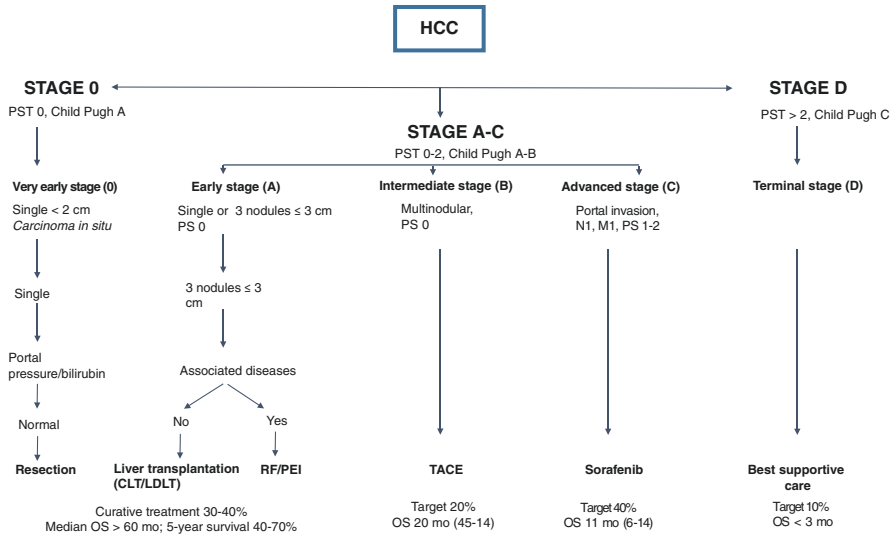 HCC
STAGE 0
PST 0, Child Pugh A
STAGE A-C
PST 0-2, Child Pugh A-B
STAGE D
PST > 2, Child Pugh C
Very early stage (0)
Single < 2 cm
Carcinoma in situ
Early stage (A)
Single or 3 nodules ≤ 3 cm
PS 0
Intermediate stage (B)
Multinodular,
PS 0
Advanced stage (C)
Portal invasion,
N1, M1, PS 1-2
Terminal stage (D)
Single
3 nodules ≤ 3
cm
Portal
pressure/bilirubin
Associated diseases
Normal
No
Yes
Resection
Liver transplantation
(CLT/LDLT)
RF/PEI
TACE
Sorafenib
Best supportive
care
Curative treatment 30-40%
Median OS > 60 mo; 5-year survival 40-70%
Target 20%
OS 20 mo (45-14)
Target 40%
OS 11 mo (6-14)
Target 10%
OS < 3 mo